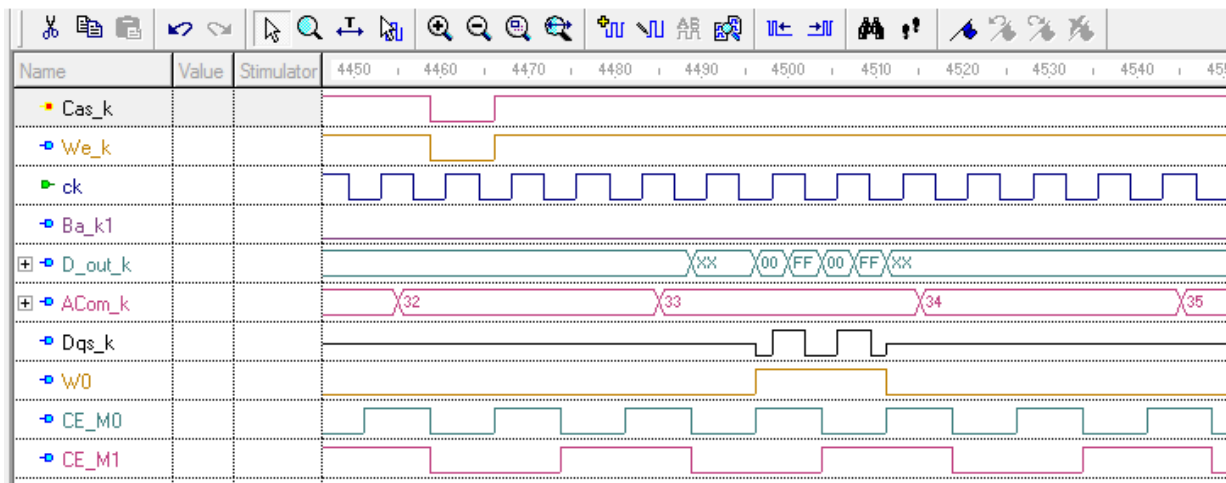 AB
Name Value Stimulator 4450 4460 4470 4480 4490 4500 4510 4520 4530 4540
Cas_k
We_k
ck
Ba_k1
D_out_k XX 00 FF 00 FF XX
ACom_k 32 33 34 35
Dqs_k
W0
CE_M0
CE_M1